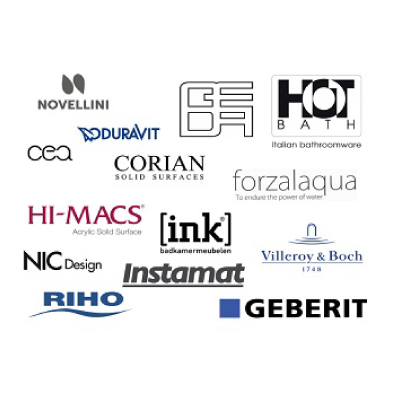 NOVELLINI
GEDA
HOT
BATH
Italian bathroomware
DURAVIT
cea
CORIAN
SOLID SURFACES
forzalaqua
To endure the power of water
HI-MACS®
Acrylic Solid Surface
[ink]
badkamermeubelen
Villeroy & Boch
1748
NIC Design
Instamat
RIHO
GEBERIT